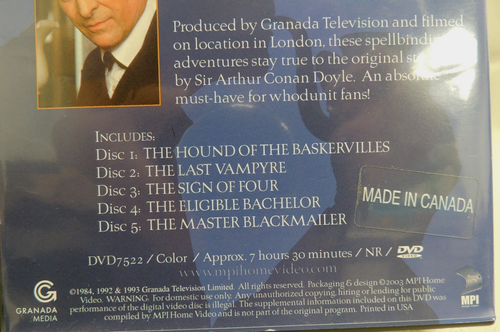 Produced by Granada Television and filmed
on location in London, these spellbinding
adventures stay true to the original
by Sir Arthur Conan Doyle. An absolute
must-have for whodunit fans!
INCLUDES:
Disc 1: THE HOUND OF THE BASKERVILLES
Disc 2: THE LAST VAMPYRE
Disc 3: THE SIGN OF FOUR
Disc 4: THE ELIGIBLE BACHELOR
Disc 5: THE MASTER BLACKMAILER
MADE IN CANADA
DVD7522 / Color / Approx. 7 hours 30 minutes / NR / DVD
www.mpihomevideo.com
©1984, 1992 & 1993 Granada Television Limited. All rights reserved. Packaging & design ©2003 MPI Home
Video. WARNING: For domestic use only. Any unauthorized copying, hiring or lending for public
performance of the digital video disc is illegal. The supplemental information included on this DVD was
compiled by MPI Home Video and is not part of the original program. Printed in USA
G
GRANADA
MEDIA
MPI